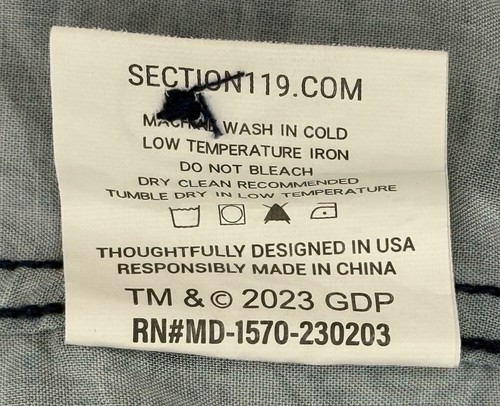 SECTION119.COM
MACHINE WASH IN COLD
LOW TEMPERATURE IRON
DO NOT BLEACH
DRY CLEAN RECOMMENDED
TUMBLE DRY IN LOW TEMPERATURE
THOUGHTFULLY DESIGNED IN USA
RESPONSIBLY MADE IN CHINA
TM & © 2023 GDP
RN#MD-1570-230203